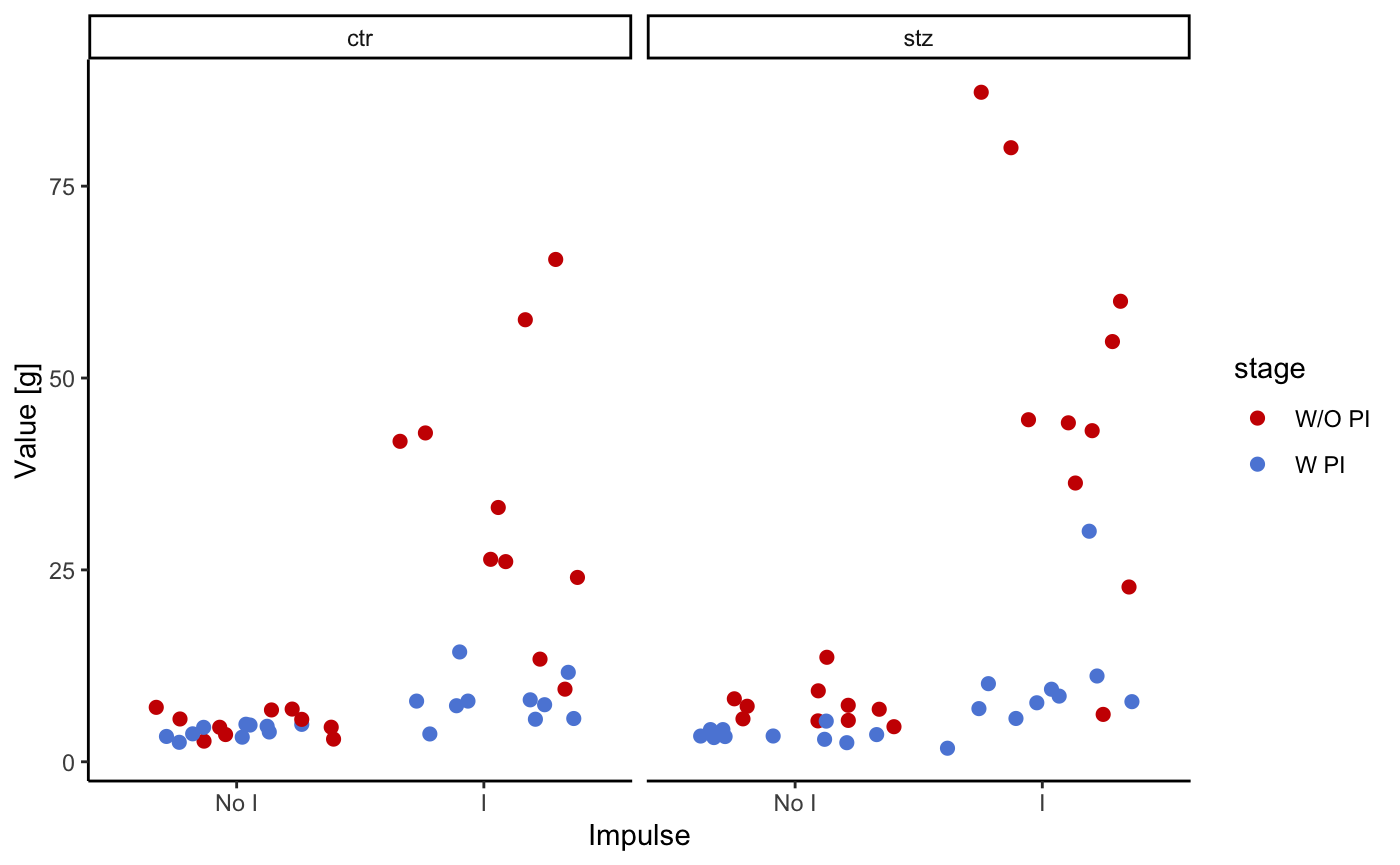 ctr
stz
75
50
25
0
Value [g]
No I
I
No I
I
Impulse
stage
W/O PI
W PI